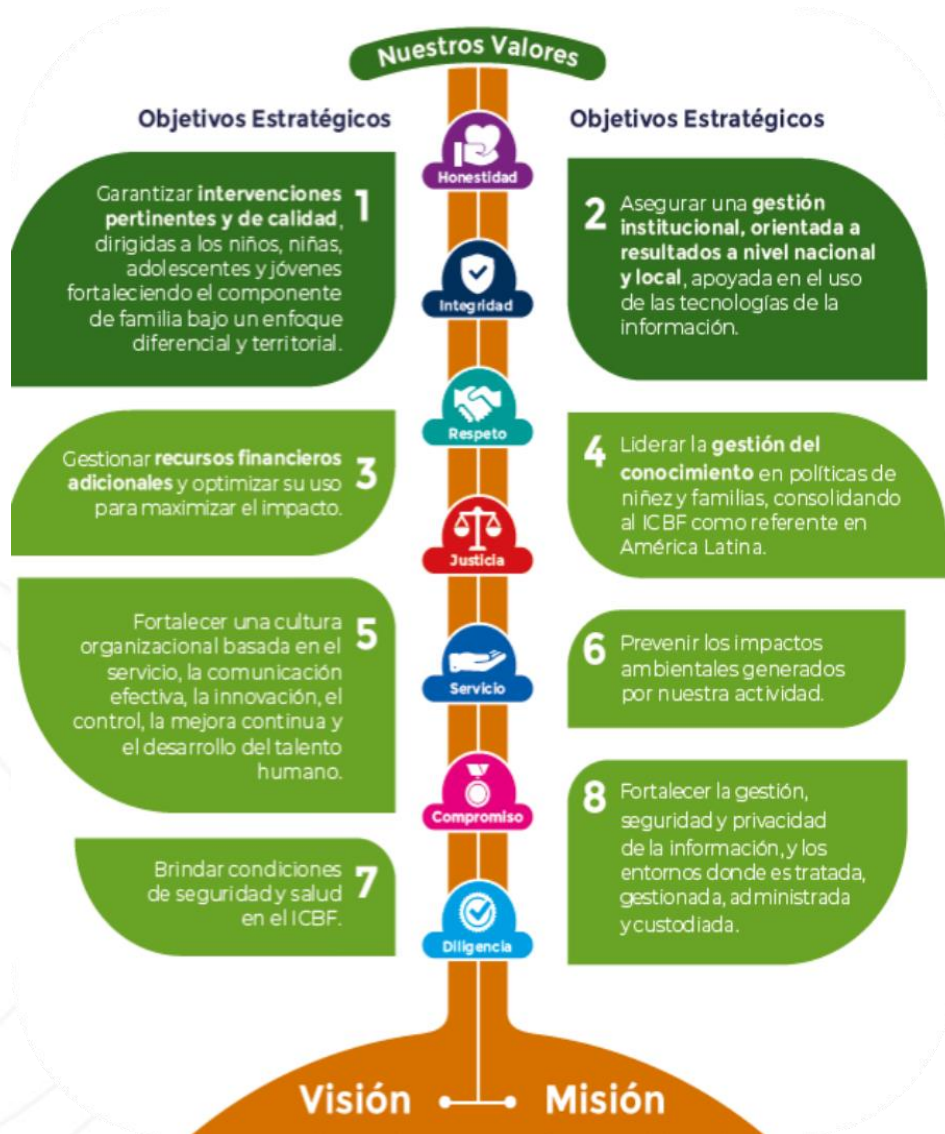 Nuestros Valores
Objetivos Estratégicos
Objetivos Estratégicos
Honestidad
1
Garantizar intervenciones
pertinentes y de calidad,
dirigidas a los niños, niñas,
adolescentes y jóvenes
fortaleciendo el componente
de familia bajo un enfoque
diferencial y territorial.
2
Asegurar una gestión
institucional, orientada a
resultados a nivel nacional
y local, apoyada en el uso
de las tecnologías de la
información.
Integridad
Respeto
3
Gestionar recursos financieros
adicionales y optimizar su uso
para maximizar el impacto.
4
Liderar la gestión del
conocimiento en políticas de
niñez y familias, consolidando
al ICBF como referente en
América Latina.
Justicia
5
Fortalecer una cultura
organizacional basada en el
servicio, la comunicación
efectiva, la innovación, el
control, la mejora continua y
el desarrollo del talento
humano.
6
Prevenir los impactos
ambientales generados
por nuestra actividad.
Servicio
Compromiso
7
Brindar condiciones
de seguridad y salud
en el ICBF.
8
Fortalecer la gestión,
seguridad y privacidad
de la información, y los
entornos donde es tratada,
gestionada, administrada
y custodiada.
Diligencia
Visión
Misión